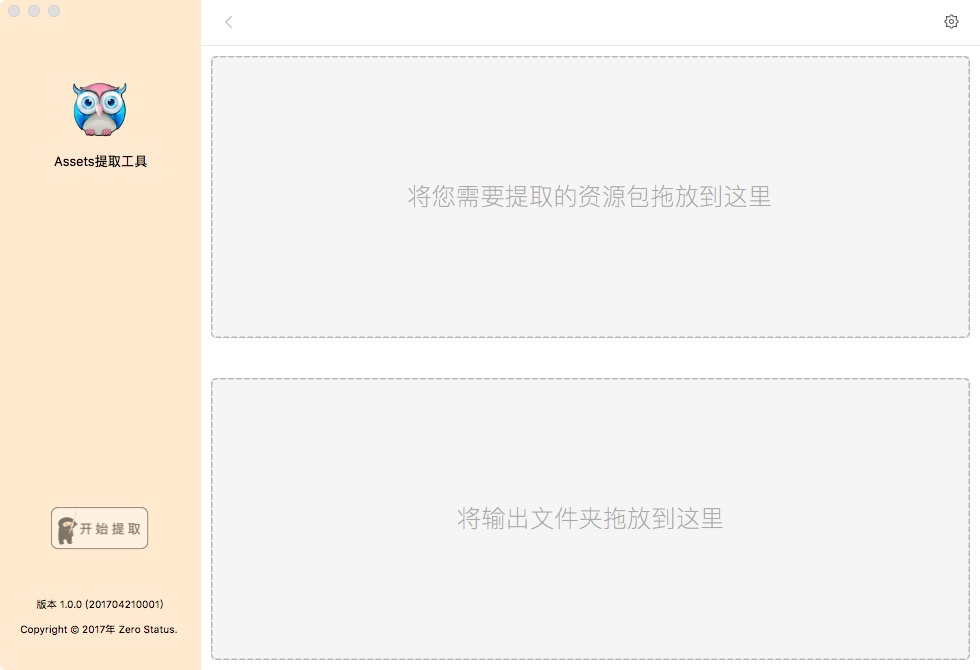 Assets提取工具
将您需要提取的资源包拖放到这里
将输出文件夹拖放到这里
开始提取
版本 1.0.0 (201704210001)
Copyright © 2017年 Zero Status.